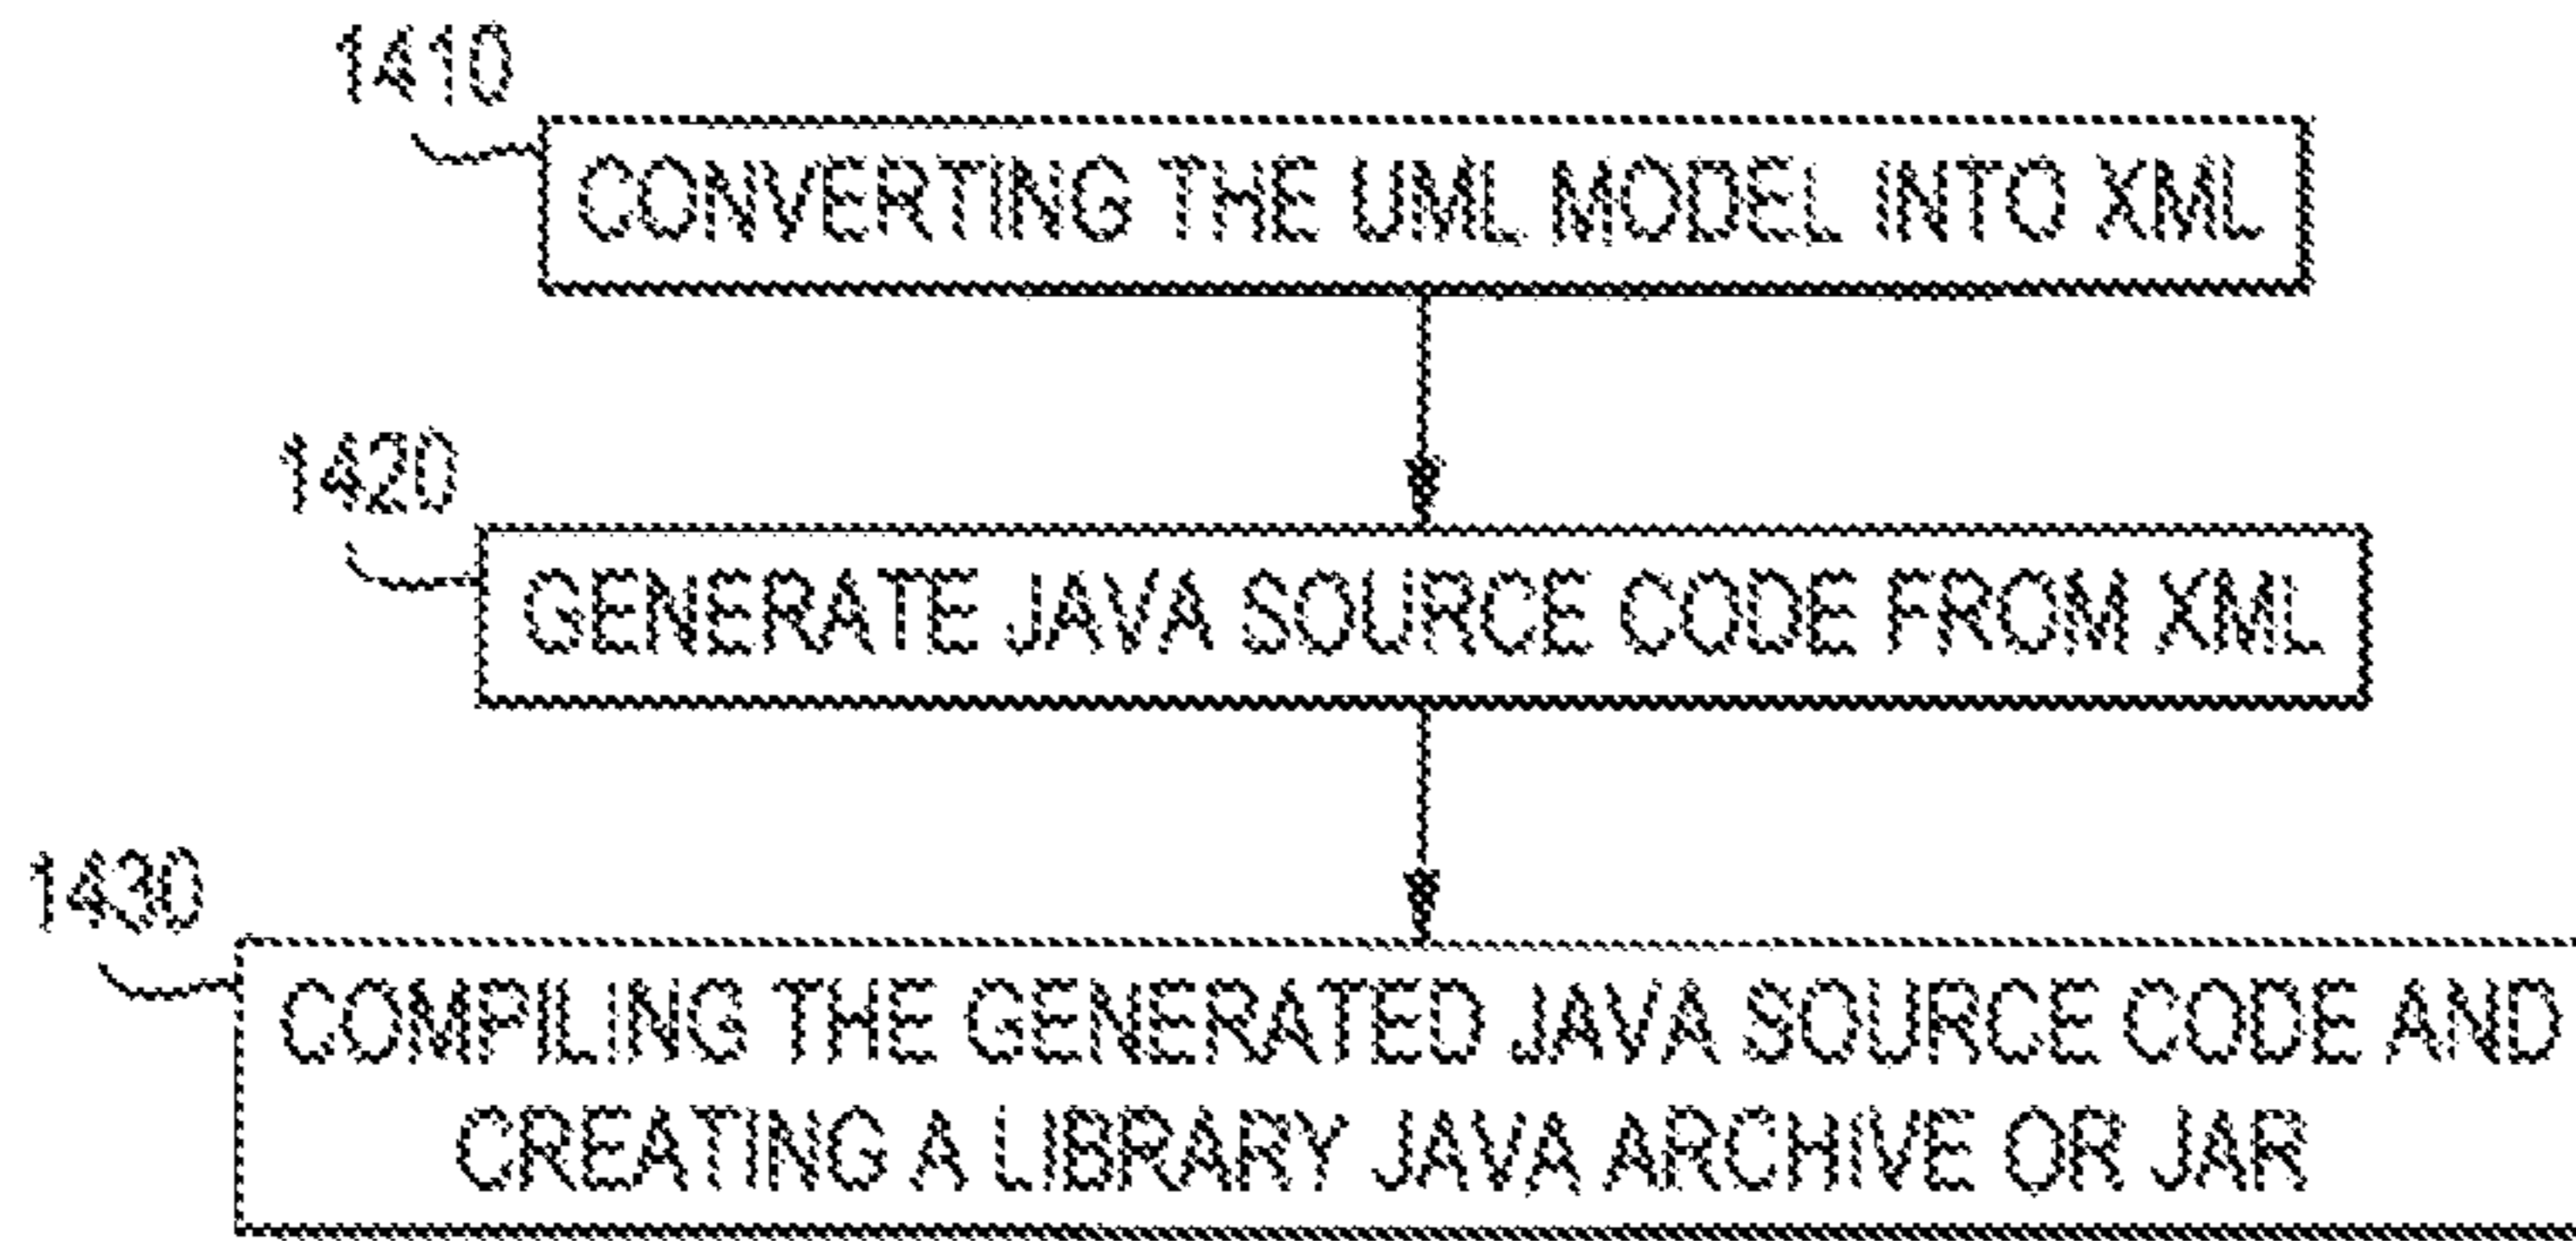 1410
CONVERTING THE UML MODEL INTO XML
1420
GENERATE JAVA SOURCE CODE FROM XML
1430
COMPILING THE GENERATED JAVA SOURCE CODE AND
CREATING A LIBRARY JAVA ARCHIVE OR JAR